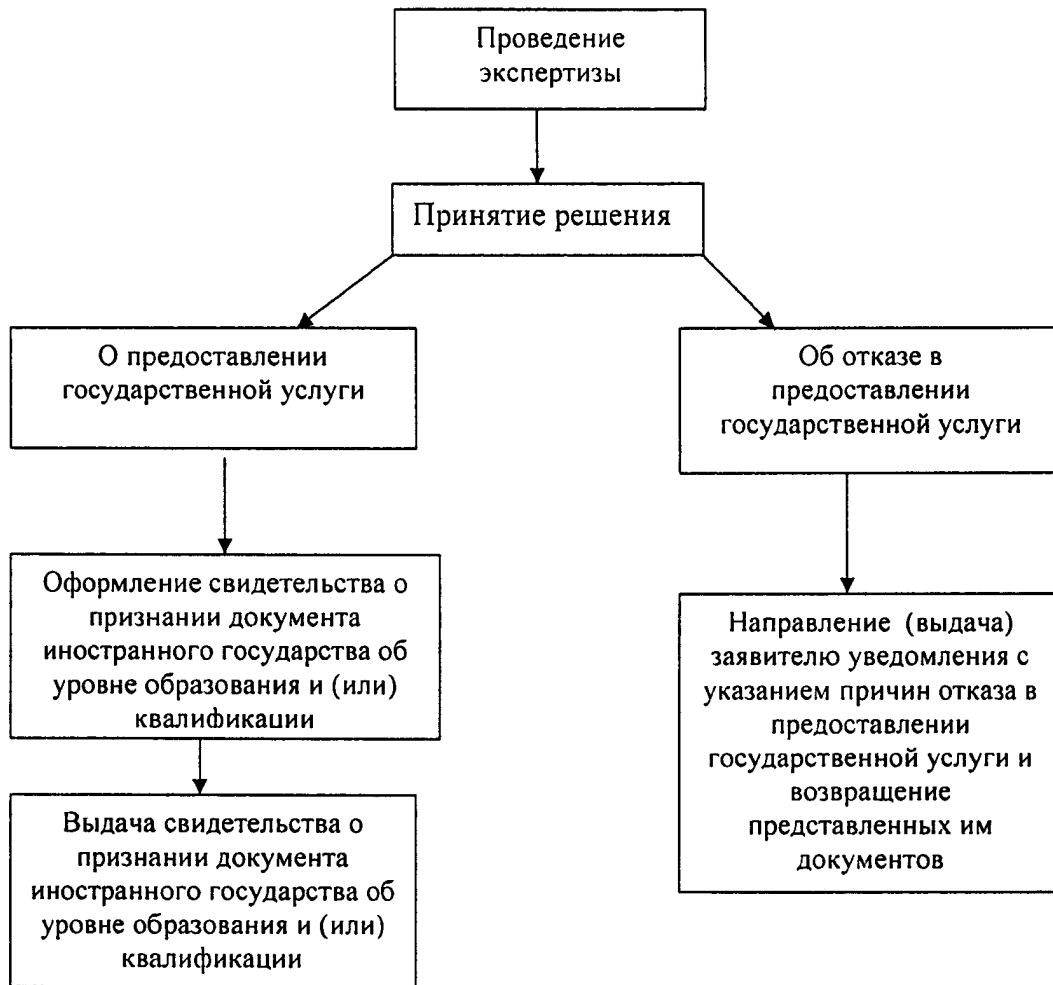 Проведение
экспертизы
Принятие решения
О предоставлении
государственной услуги
Об отказе в
предоставлении
государственной услуги
Оформление свидетельства о
признании документа
иностранного государства об
уровне образования и (или)
квалификации
Направление (выдача)
заявителю уведомления с
указанием причин отказа в
предоставлении
государственной услуги и
возвращение
представленных им
документов
Выдача свидетельства о
признании документа
иностранного государства об
уровне образования и (или)
квалификации